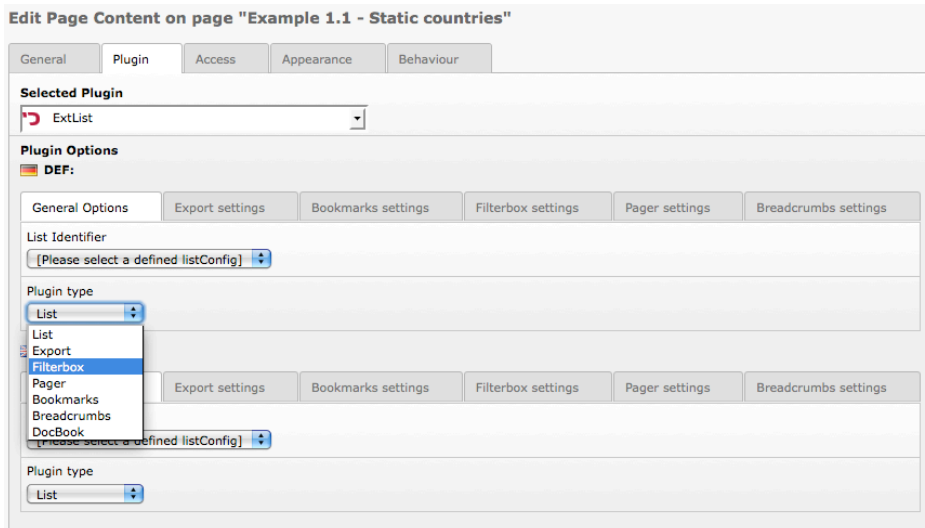 Edit Page Content on page "Example 1.1 - Static countries"
General Plugin Access Appearance Behaviour
Selected Plugin
ExtList
Plugin Options
DEF:
General Options Export settings Bookmarks settings Filterbox settings Pager settings Breadcrumbs settings
List Identifier
[Please select a defined listConfig]
Plugin type
List
List
Export
Filterbox
Pager
Bookmarks
Breadcrumbs
DocBook
Export settings Bookmarks settings Filterbox settings Pager settings Breadcrumbs settings
[Please select a defined listConfig]
Plugin type
List